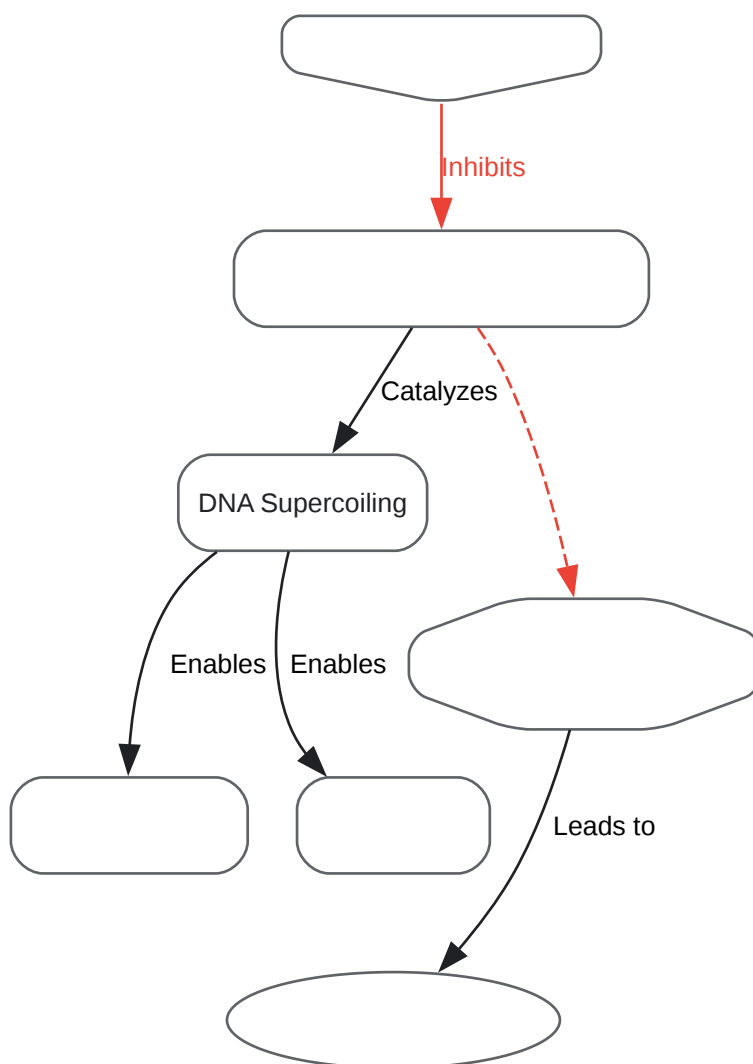 Inhibits
Catalyzes
DNA Supercoiling
Enables
Enables
Leads to